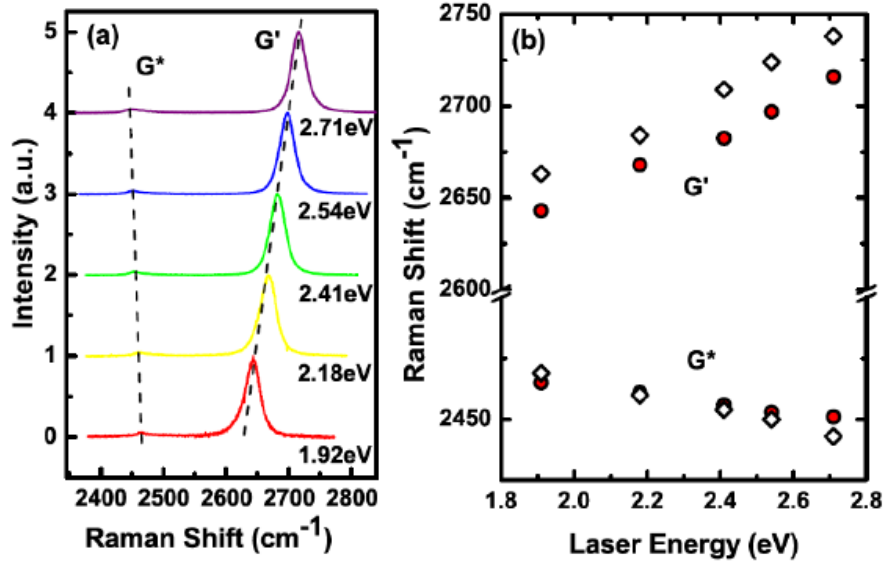 (a)
G*
G'
2.71eV
2.54eV
2.41eV
2.18eV
1.92eV
5
4
3
2
1
0
Intensity (a.u.)
2400 2500 2600 2700 2800
Raman Shift (cm-1)
(b)
G'
G*
2750
2700
2650
2600
2450
Raman Shift (cm-1)
1.8 2.0 2.2 2.4 2.6 2.8
Laser Energy (eV)